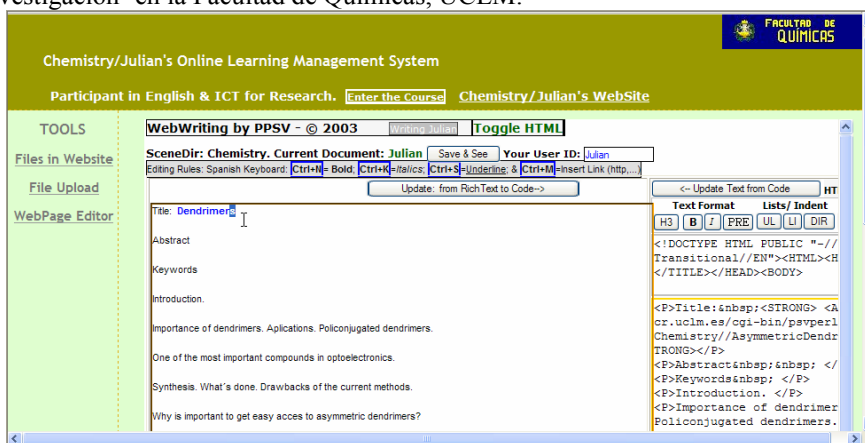 vestigación en la Facultad de Químicas, UCLM.
FACULTAD DE
QUÍMICAS
Chemistry/Julian's Online Learning Management System
Participant in English & ICT for Research. Enter the Course Chemistry/Julian's WebSite
TOOLS
Files in Website
File Upload
WebPage Editor
WebWriting by PPSV - © 2003 Writing Julian Toggle HTML
SceneDir: Chemistry. Current Document: Julian Save & See Your User ID: Julian
Editing Rules: Spanish Keyboard: Ctrl+N= Bold; Ctrl+K=Italics; Ctrl+S=Underline; & Ctrl+M=Insert Link (http,...)
Update: from RichText to Code-->
Title: Dendrimers
Abstract
Keywords
Introduction.
Importance of dendrimers. Aplications. Policonjugated dendrimers.
One of the most important compounds in optoelectronics.
Synthesis. What´s done. Drawbacks of the current methods.
Why is important to get easy acces to asymmetric dendrimers?
<-- Update Text from Code HT
Text Format Lists/Indent
H3 B I PRE UL LI DIR
<!DOCTYPE HTML PUBLIC "-//
Transitional//EN"><HTML><H
</TITLE></HEAD><BODY>
<P>Title:&nbsp;<STRONG> <A
cr.uclm.es/cgi-bin/psvperl
Chemistry//AsymmetricDendr
TRONG></P>
<P>Abstract&nbsp;&nbsp; </
<P>Keywords&nbsp; </P>
<P>Introduction. </P>
<P>Importance of dendrimer
Policonjugated dendrimers.